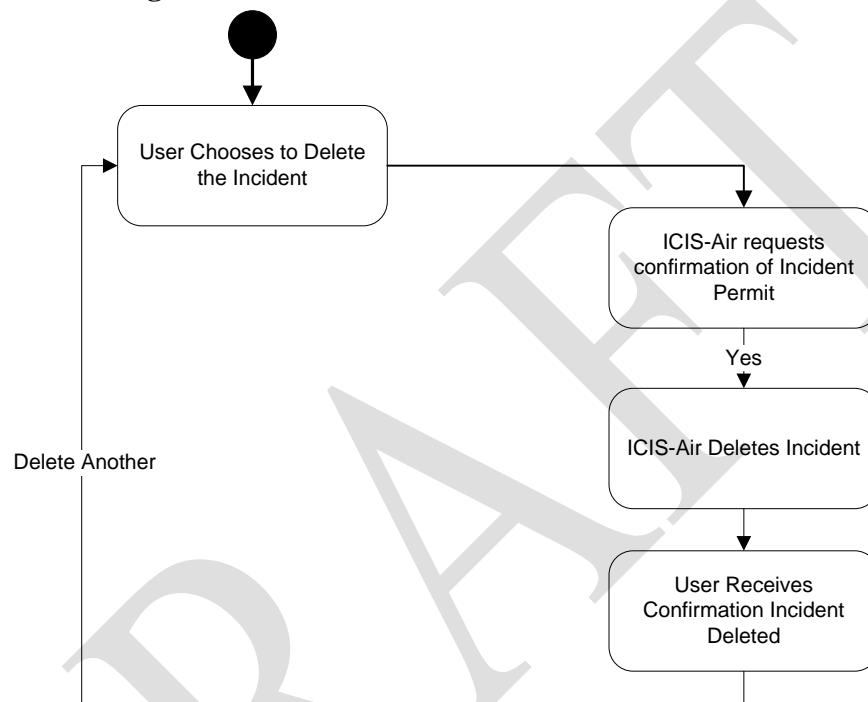 User Chooses to Delete
the Incident
ICIS-Air requests
confirmation of Incident
Permit
Yes
ICIS-Air Deletes Incident
Delete Another
User Receives
Confirmation Incident
Deleted